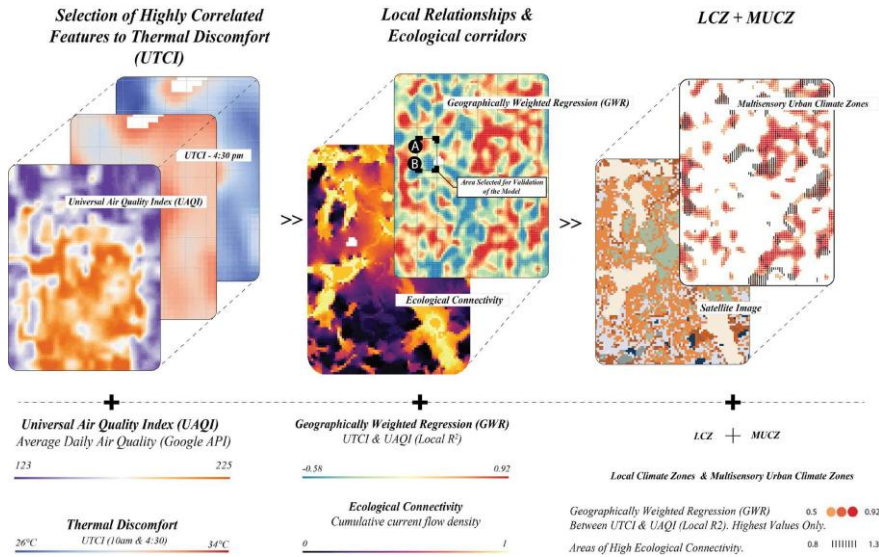 Selection of Highly Correlated
Features to Thermal Discomfort
(UTCI)
Local Relationships &
Ecological corridors
LCZ + MUCZ
UTCI - 4:30 pm
Universal Air Quality Index (UAQI)
>>
Geographically Weighted Regression (GWR)
A
B
Area Selected for Validation
of the Model
Ecological Connectivity
>>
Multisensory Urban Climate Zones
Satellite Image
Universal Air Quality Index (UAQI)
Average Daily Air Quality (Google API)
123 225
Thermal Discomfort
UTCI (10am & 4:30)
26°C 34°C
Geographically Weighted Regression (GWR)
UTCI & UAQI (Local R²)
-0.58 0.92
Ecological Connectivity
Cumulative current flow density
0 1
LCZ + MUCZ
Local Climate Zones & Multisensory Urban Climate Zones
Geographically Weighted Regression (GWR) 0.5 0.92
Between UTCI & UAQI (Local R2). Highest Values Only.
Areas of High Ecological Connectivity. 0.8 1.3